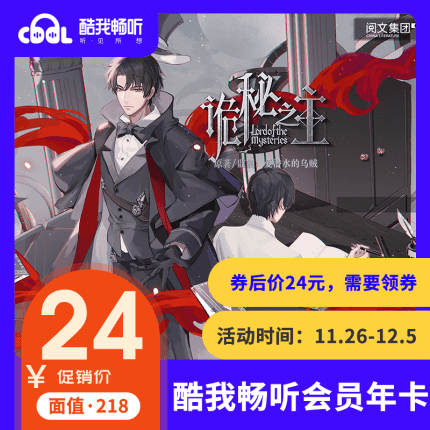 COOL 酷我畅听
听·见·所·想
阅文集团
CHINA LITERATURE
诡秘之主
Lord of the
Mysteries
原著/
爱潜水的乌贼
券后价24元，需要领券
活动时间：11.26-12.5
24
¥ 促销价
面值·218
酷我畅听会员年卡